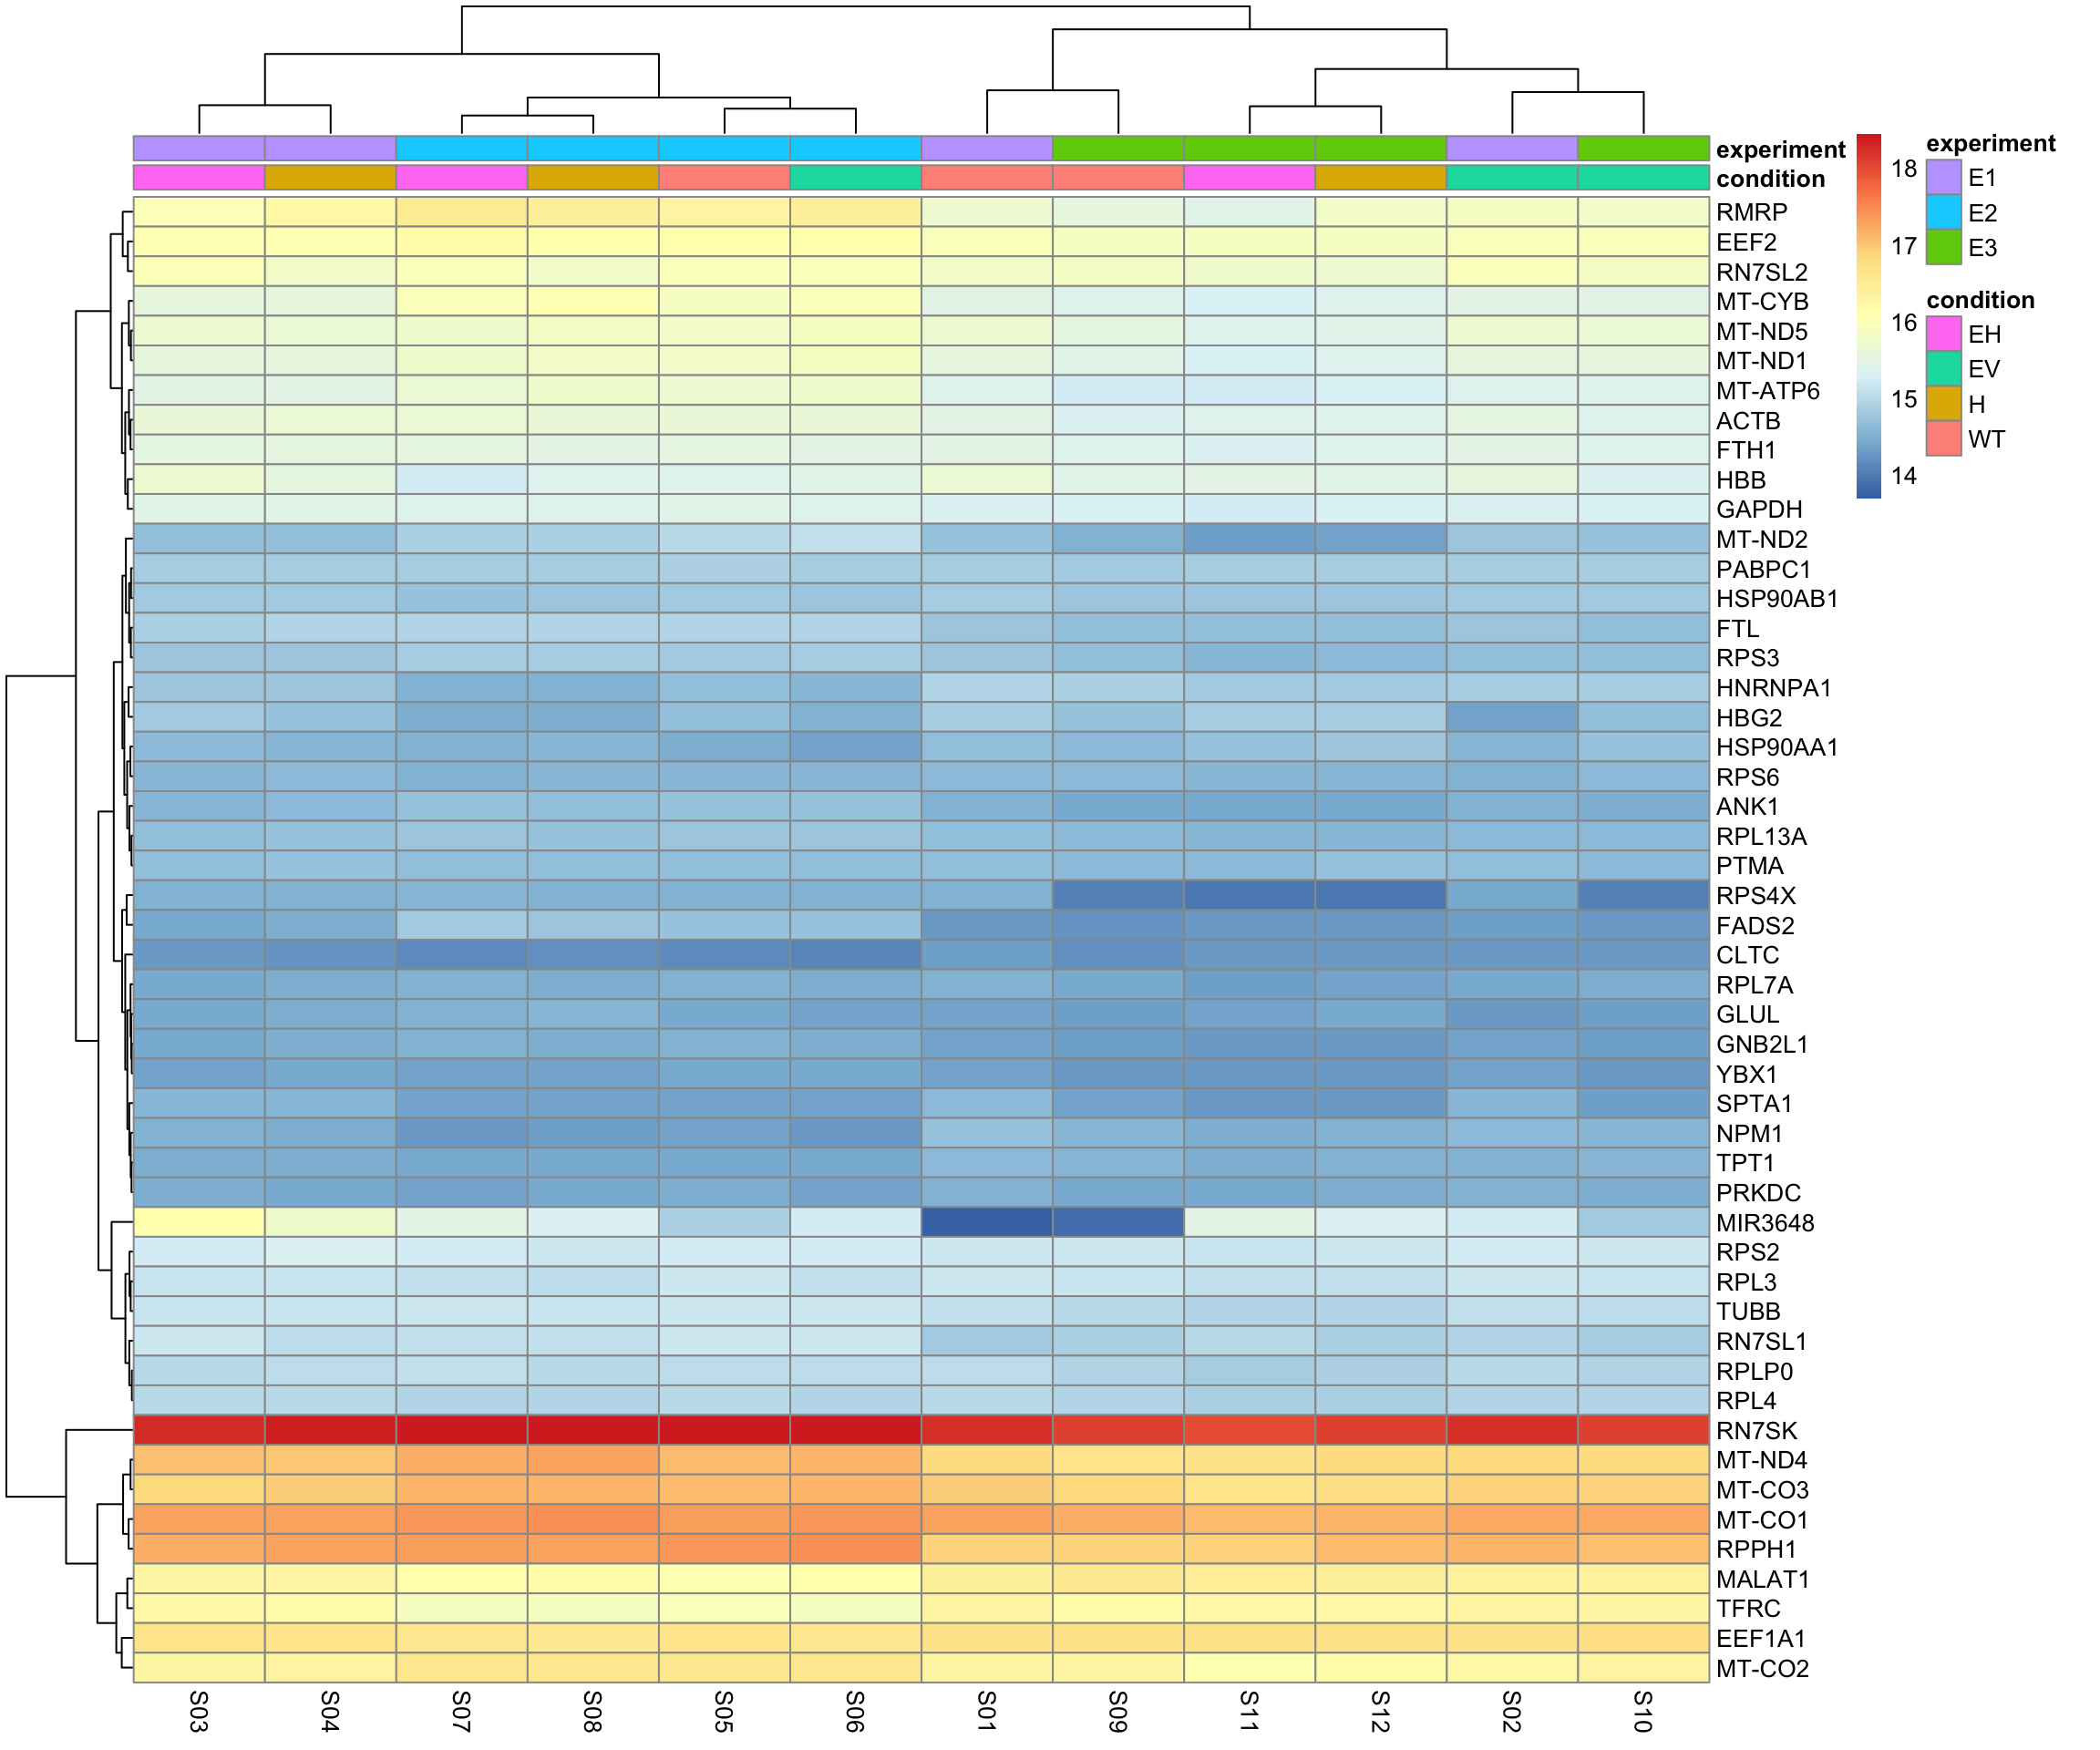 experiment
condition
RMRP
EEF2
RN7SL2
MT-CYB
MT-ND5
MT-ND1
MT-ATP6
ACTB
FTH1
HBB
GAPDH
MT-ND2
PABPC1
HSP90AB1
FTL
RPS3
HNRNPA1
HBG2
HSP90AA1
RPS6
ANK1
RPL13A
PTMA
RPS4X
FADS2
CLTC
RPL7A
GLUL
GNB2L1
YBX1
SPTA1
NPM1
TPT1
PRKDC
MIR3648
RPS2
RPL3
TUBB
RN7SL1
RPLP0
RPL4
RN7SK
MT-ND4
MT-CO3
MT-CO1
RPPH1
MALAT1
TFRC
EEF1A1
MT-CO2
S03 S04 S07 S08 S05 S06 S01 S09 S11 S12 S02 S10
18
17
16
15
14
experiment
E1
E2
E3
condition
EH
EV
H
WT